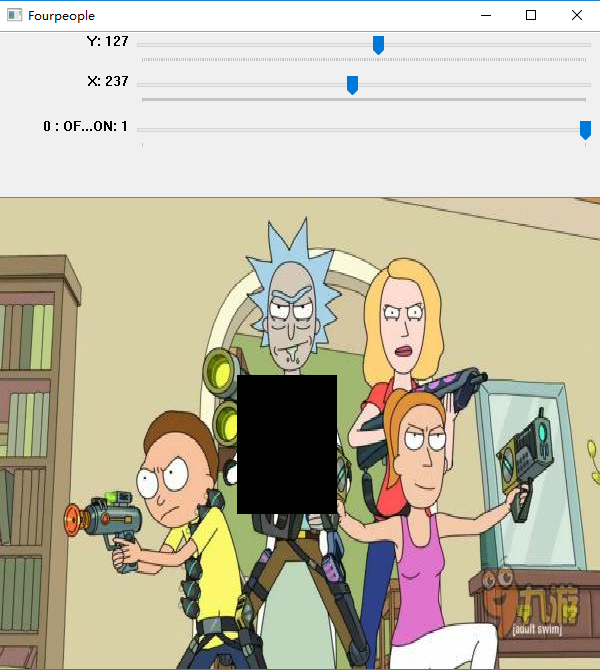 Fourpeople
Y: 127
X: 237
0 : OF...ON: 1
九游
[adult swim]